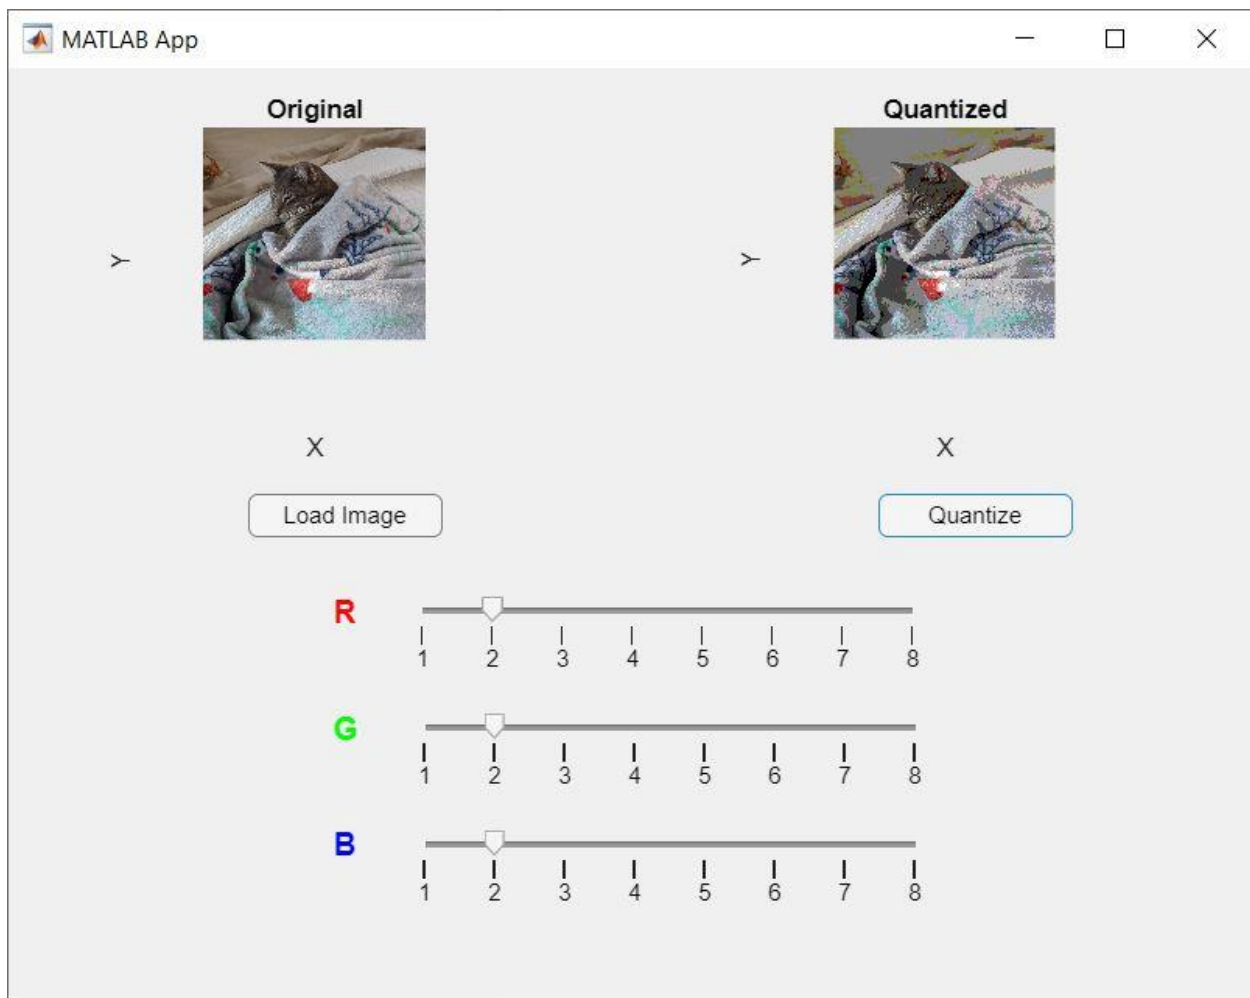 MATLAB App
Original
Quantized
Y
Y
X
X
Load Image
Quantize
R
1 2 3 4 5 6 7 8
G
1 2 3 4 5 6 7 8
B
1 2 3 4 5 6 7 8